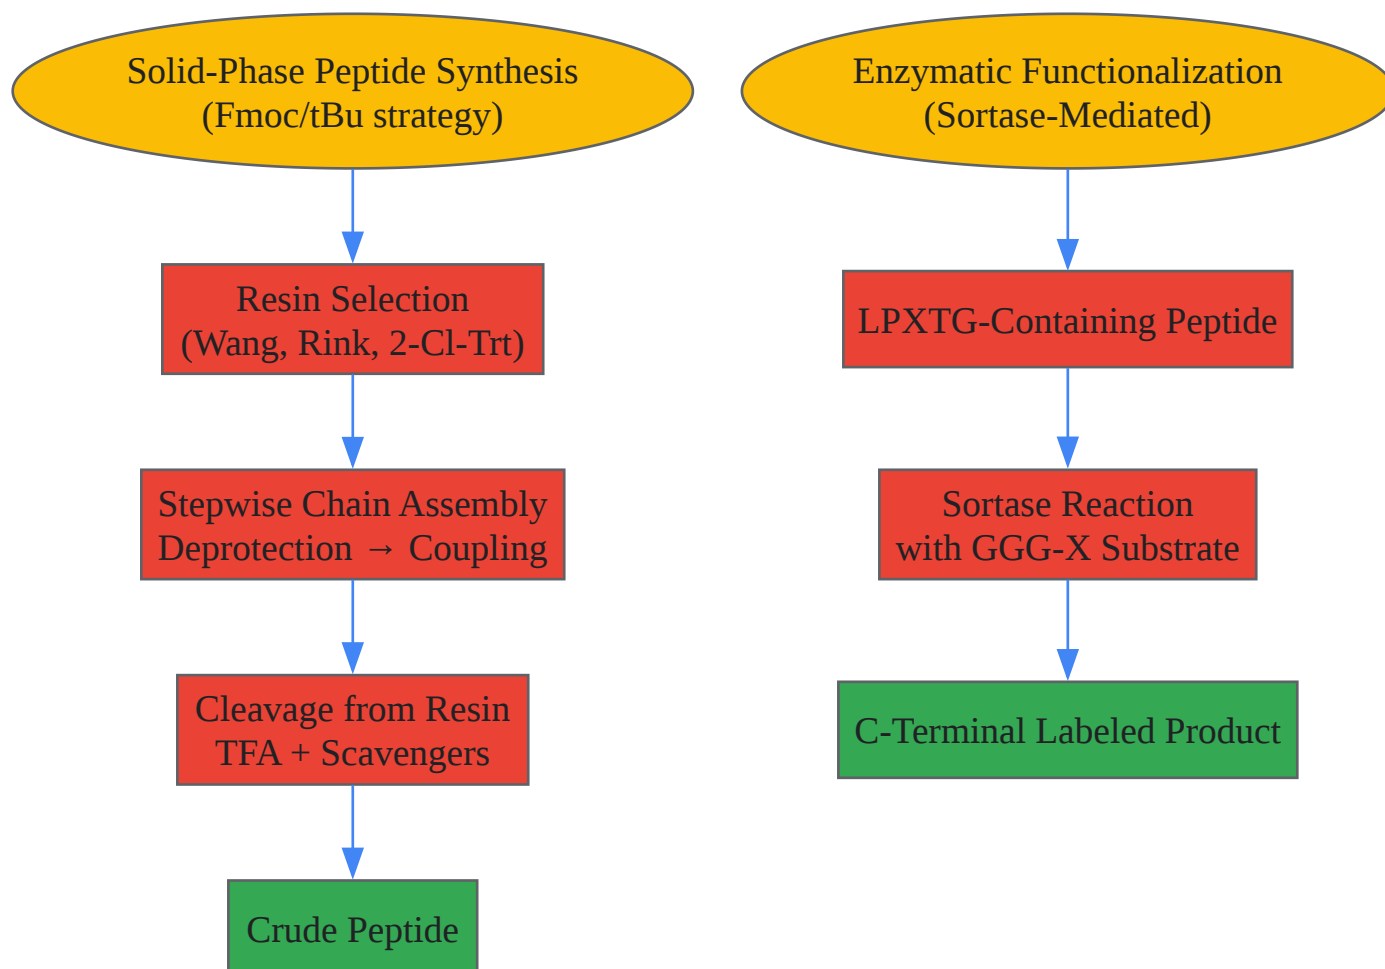 Solid-Phase Peptide Synthesis
(Fmoc/tBu strategy)
Resin Selection
(Wang, Rink, 2-Cl-Trt)
Stepwise Chain Assembly
Deprotection → Coupling
Cleavage from Resin
TFA + Scavengers
Crude Peptide
Enzymatic Functionalization
(Sortase-Mediated)
LPXTG-Containing Peptide
Sortase Reaction
with GGG-X Substrate
C-Terminal Labeled Product